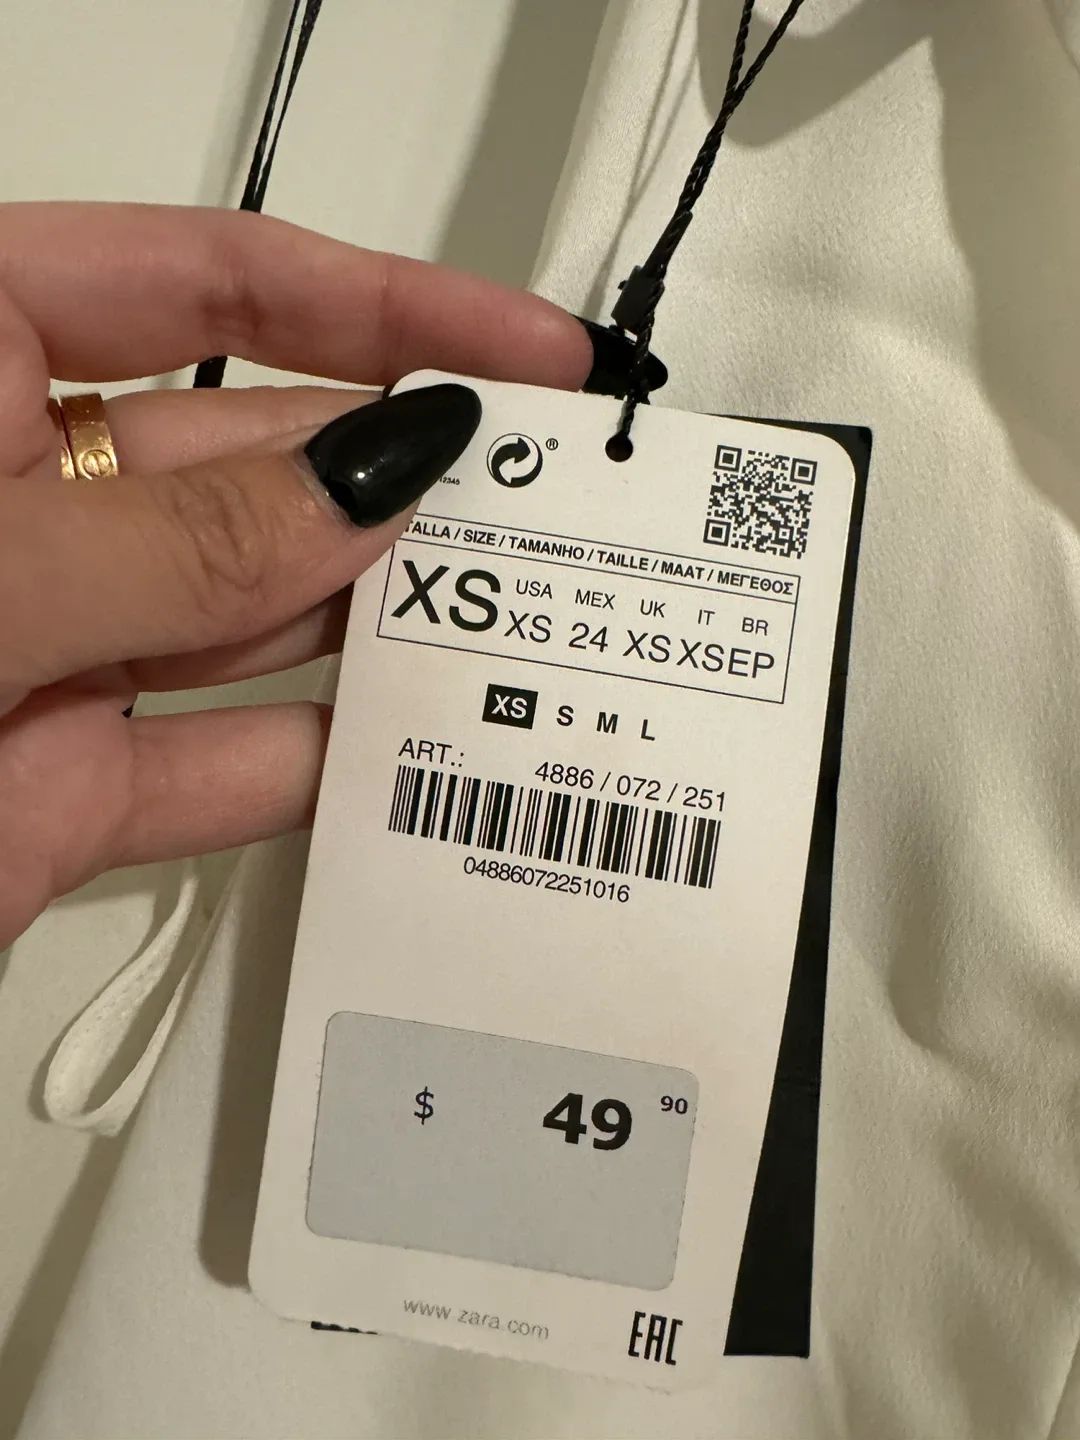 12345
®
TALLA / SIZE / TAMANHO / TAILLE / MAAT / ΜΕΓΕΘΟΣ
XS
USA MEX UK IT BR
XS 24 XS XS EP
XS S M L
ART.: 4886 / 072 / 251
04886072251016
$ 49 90
www.zara.com
EAC